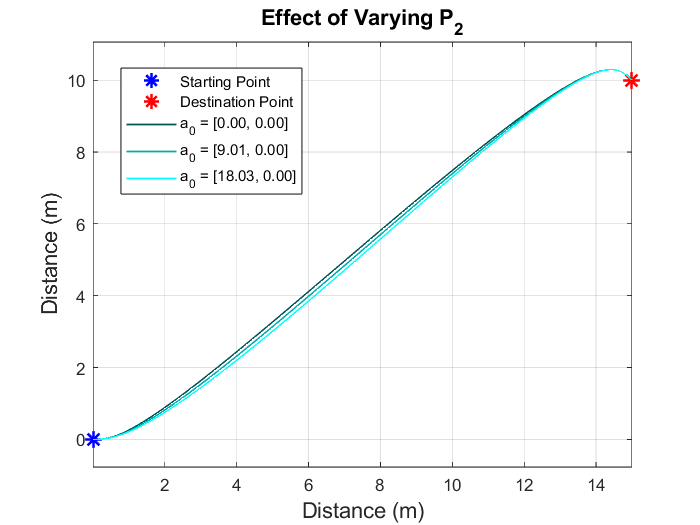 Effect of Varying P2
Starting Point
Destination Point
a0 = [0.00, 0.00]
a0 = [9.01, 0.00]
a0 = [18.03, 0.00]
10
8
6
4
2
0
Distance (m)
2 4 6 8 10 12 14
Distance (m)